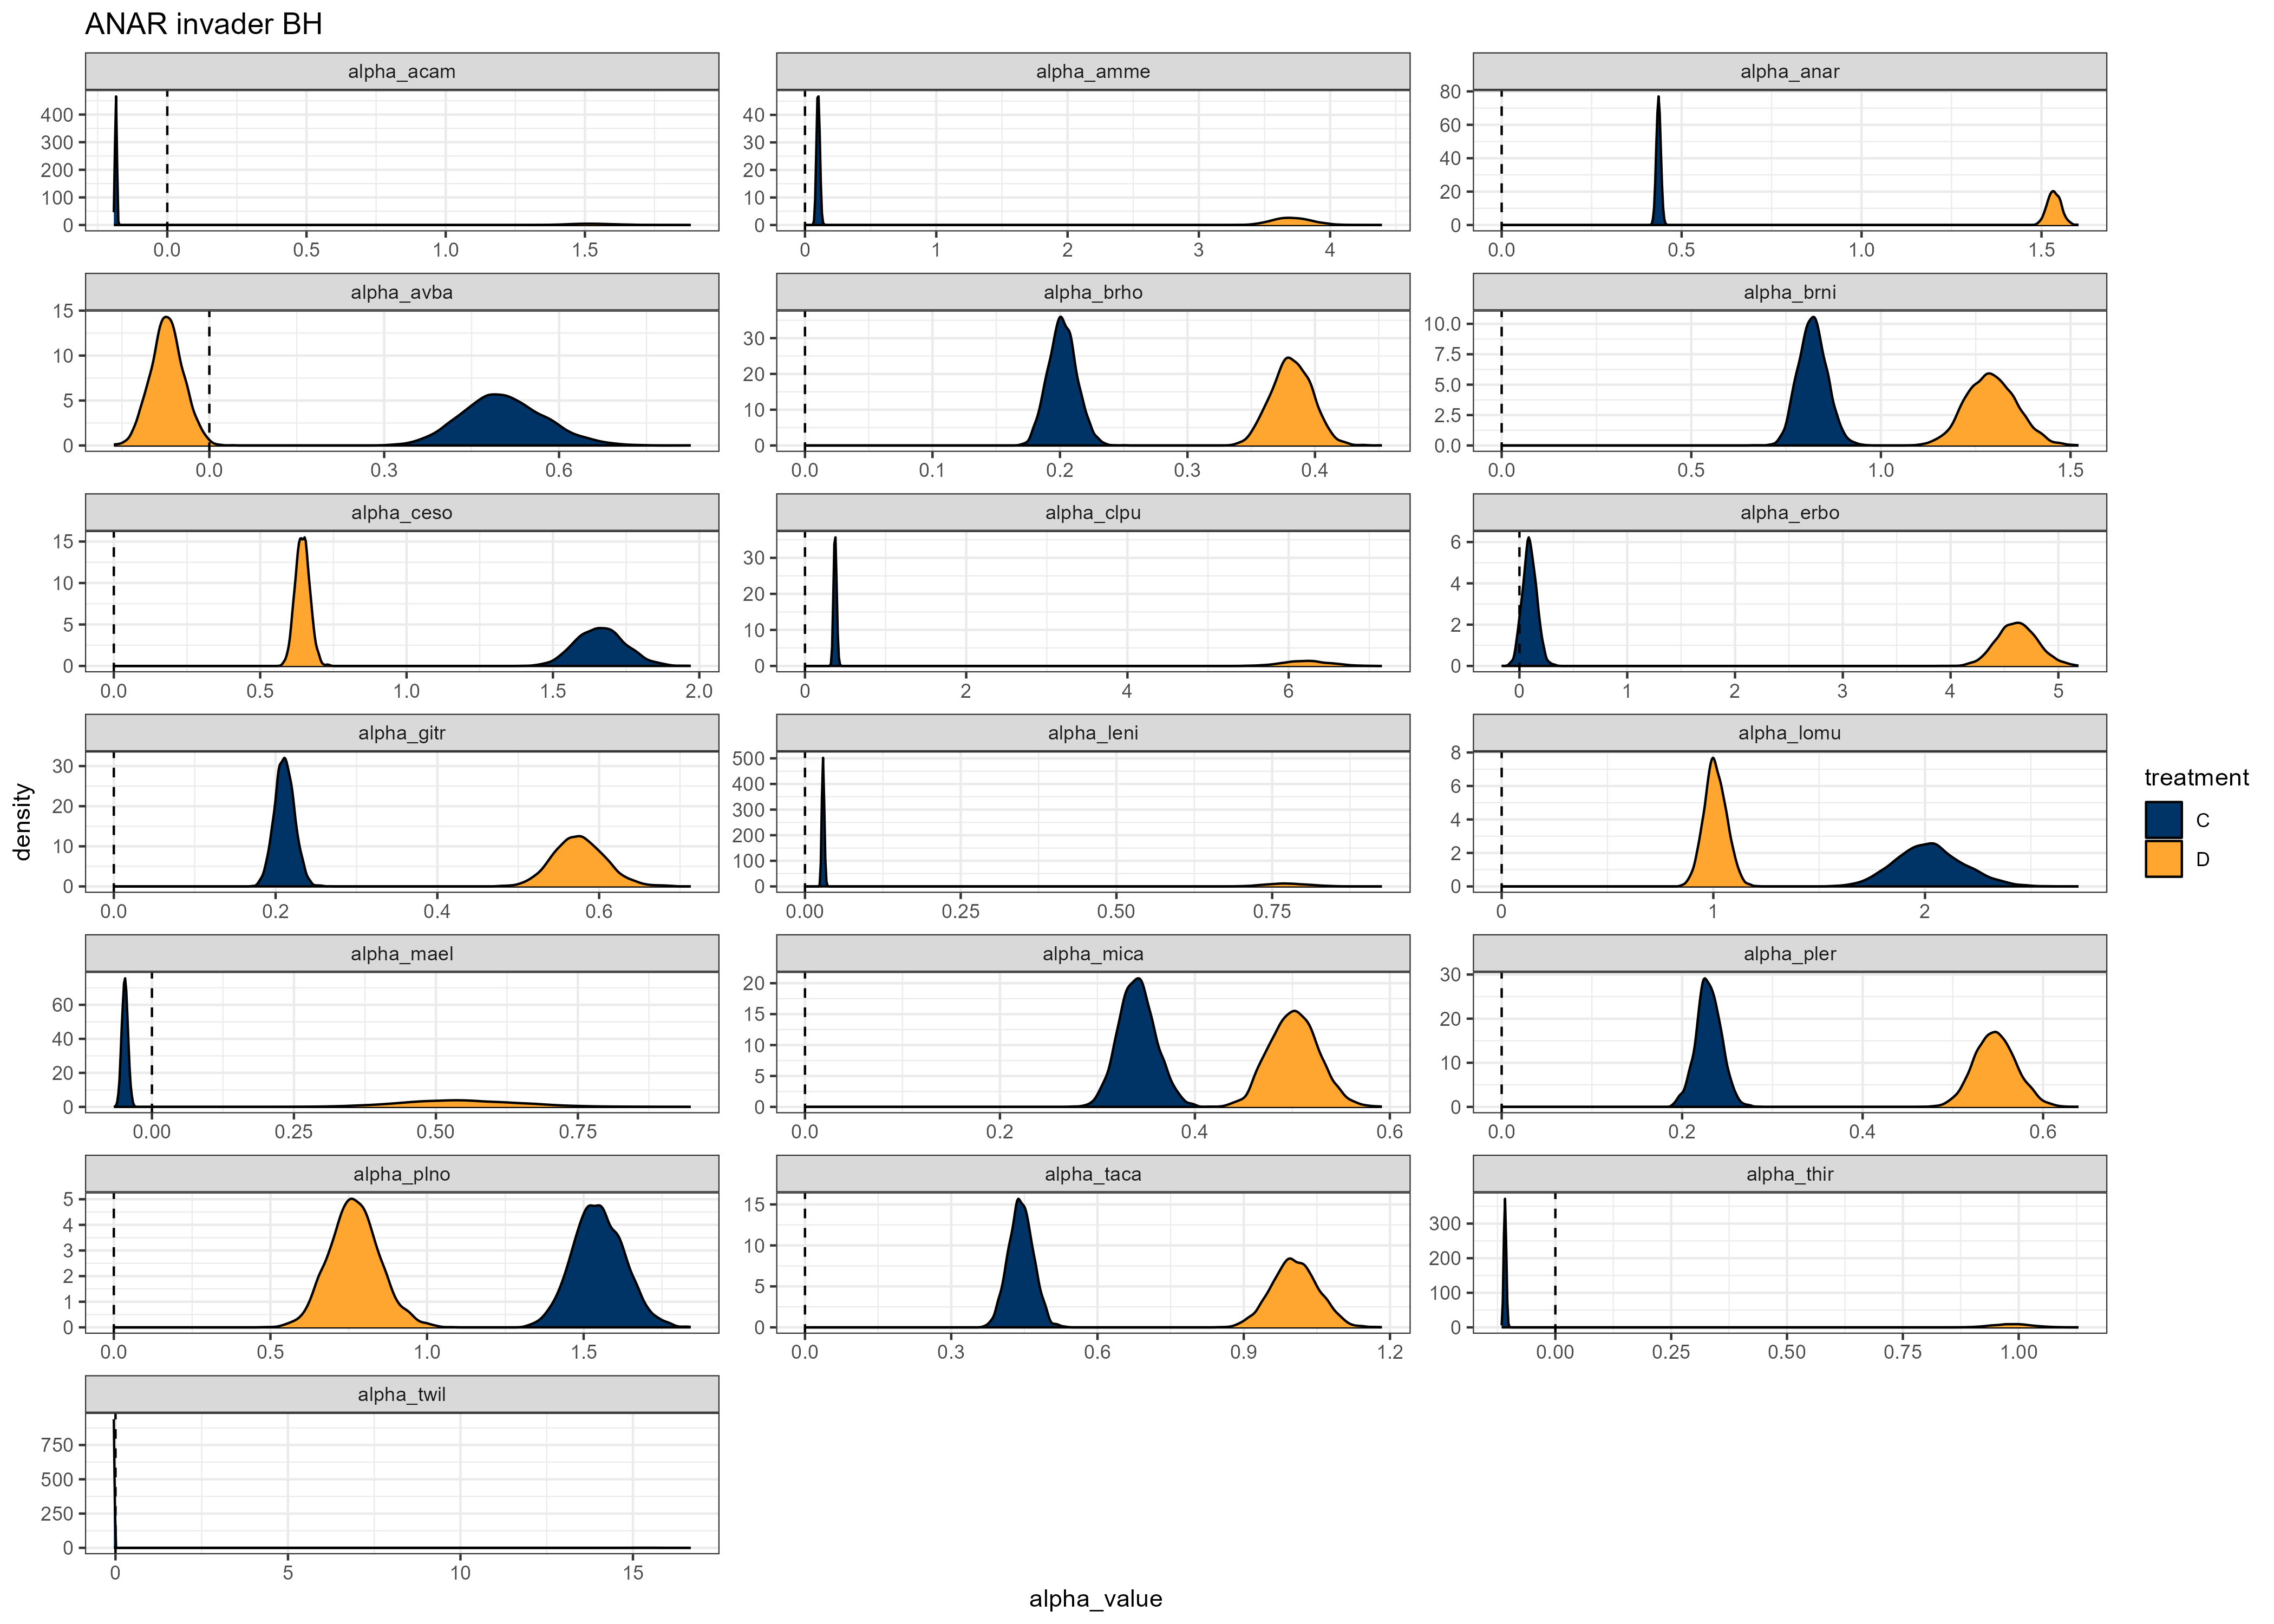 ANAR invader BH
alpha_acam alpha_amme alpha_anar
400 300 200 100 0
40 30 20 10 0
80 60 40 20 0
0.0 0.5 1.0 1.5
0 1 2 3 4
0.0 0.5 1.0 1.5
alpha_avba alpha_brho alpha_brni
15 10 5 0
30 20 10 0
10.0 7.5 5.0 2.5 0.0
0.0 0.3 0.6
0.0 0.1 0.2 0.3 0.4
0.0 0.5 1.0 1.5
alpha_ceso alpha_clpu alpha_erbo
15 10 5 0
30 20 10 0
6 4 2 0
0.0 0.5 1.0 1.5 2.0
0 2 4 6
0 1 2 3 4 5
alpha_gitr alpha_leni alpha_lomu
30 20 10 0
500 400 300 200 100 0
8 6 4 2 0
0.0 0.2 0.4 0.6
0.00 0.25 0.50 0.75
0 1 2
alpha_mael alpha_mica alpha_pler
60 40 20 0
20 15 10 5 0
30 20 10 0
0.00 0.25 0.50 0.75
0.0 0.2 0.4 0.6
0.0 0.2 0.4 0.6
alpha_plno alpha_taca alpha_thir
5 4 3 2 1 0
15 10 5 0
300 200 100 0
0.0 0.5 1.0 1.5
0.0 0.3 0.6 0.9 1.2
0.00 0.25 0.50 0.75 1.00
alpha_twil
750 500 250 0
0 5 10 15
density
alpha_value
treatment
C
D